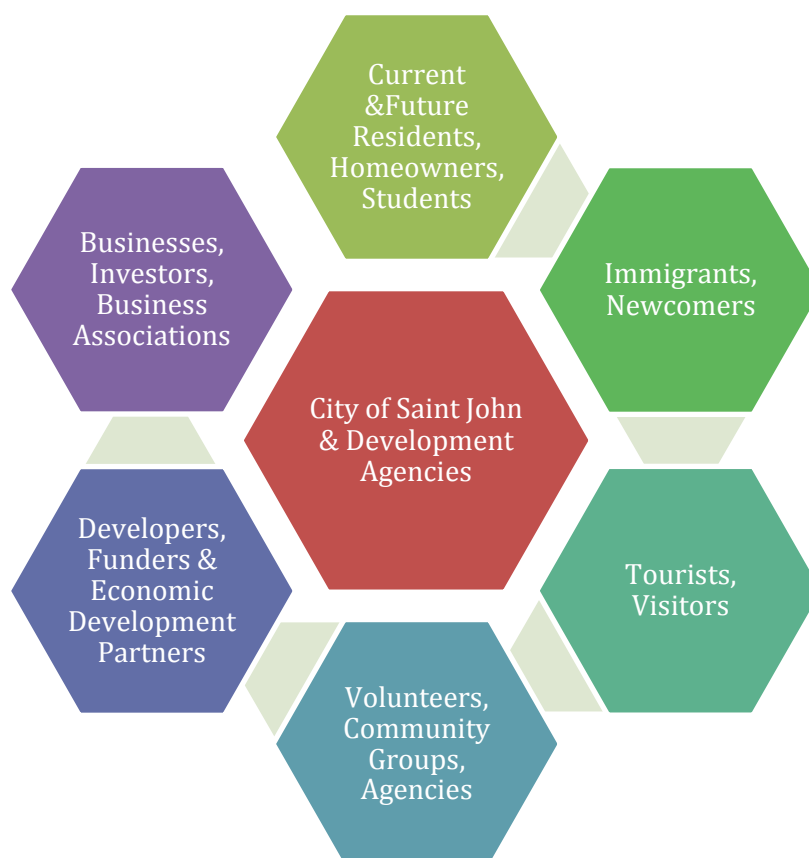 Current
&Future
Residents,
Homeowners,
Students
Businesses,
Investors,
Business
Associations
Immigrants,
Newcomers
City of Saint John
& Development
Agencies
Developers,
Funders &
Economic
Development
Partners
Tourists,
Visitors
Volunteers,
Community
Groups,
Agencies